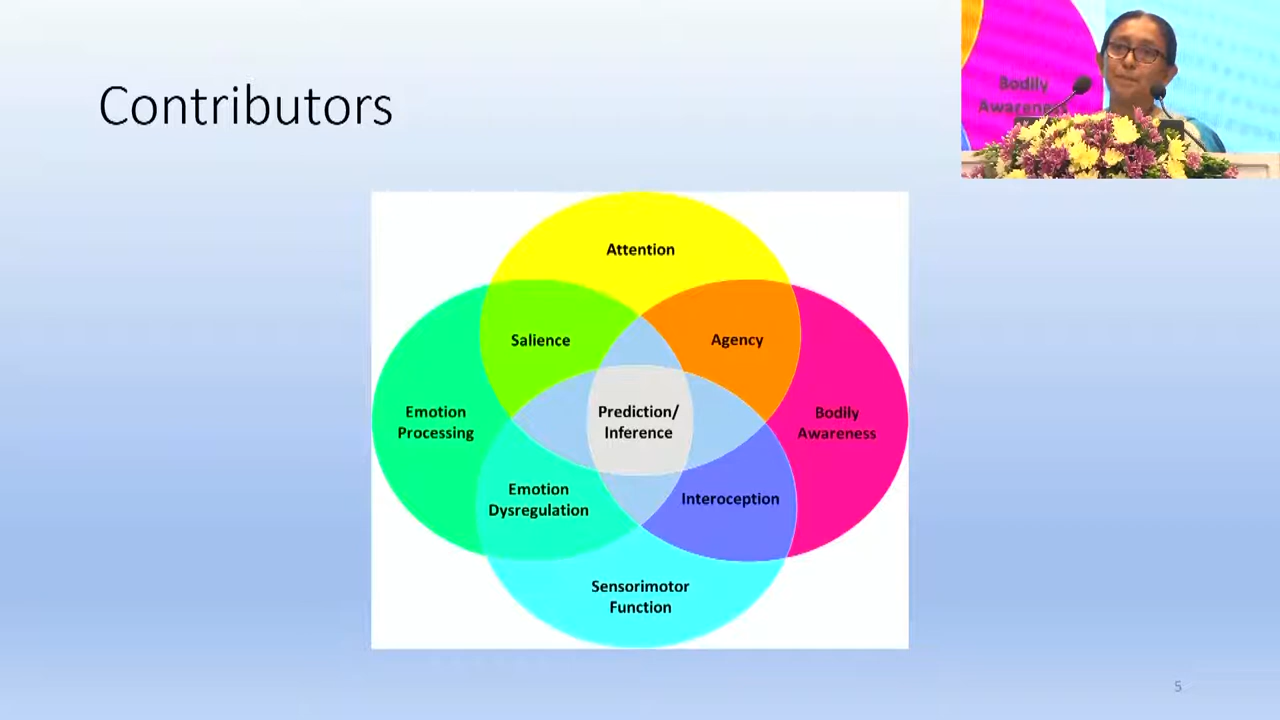 Contributors
Bodily
Awareness
Attention
Salience
Agency
Emotion
Processing
Prediction/
Inference
Bodily
Awareness
Emotion
Dysregulation
Interoception
Sensorimotor
Function
5